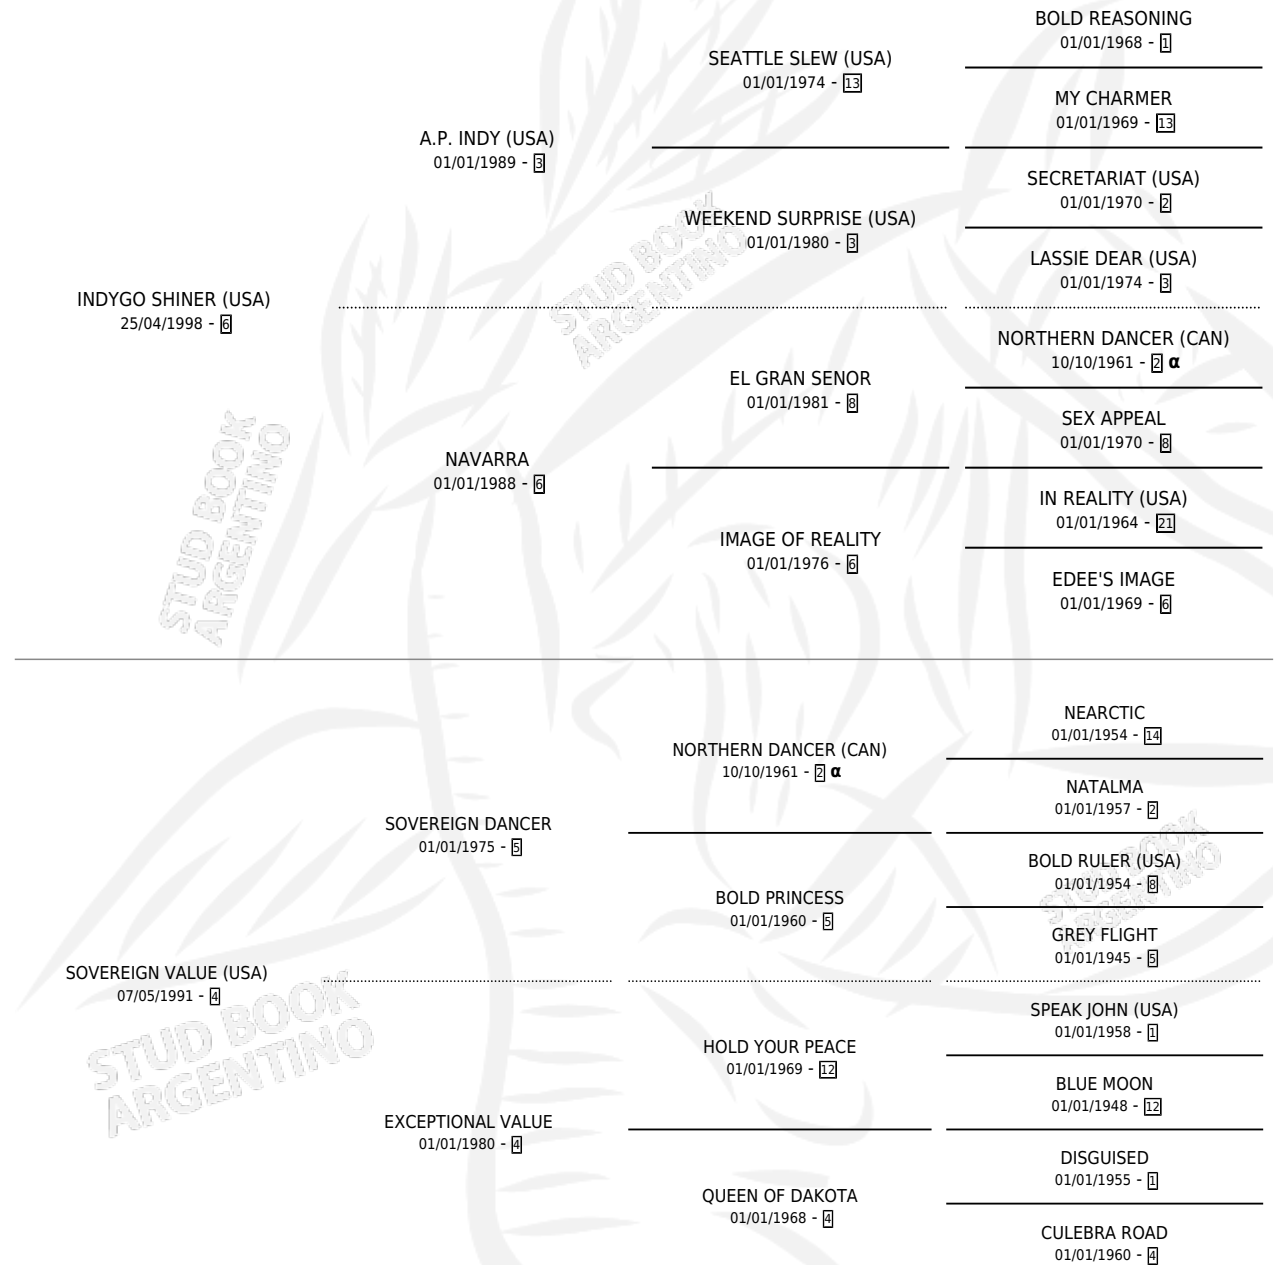 BOLD REASONING
01/01/1968 - 1
SEATTLE SLEW (USA)
01/01/1974 - 13
MY CHARMER
01/01/1969 - 13
A.P. INDY (USA)
01/01/1989 - 3
SECRETARIAT (USA)
01/01/1970 - 2
WEEKEND SURPRISE (USA)
01/01/1980 - 3
LASSIE DEAR (USA)
01/01/1974 - 3
INDYGO SHINER (USA)
25/04/1998 - 6
NORTHERN DANCER (CAN)
10/10/1961 - 2 α
EL GRAN SENOR
01/01/1981 - 8
SEX APPEAL
01/01/1970 - 8
NAVARRA
01/01/1988 - 6
IN REALITY (USA)
01/01/1964 - 21
IMAGE OF REALITY
01/01/1976 - 6
EDEE'S IMAGE
01/01/1969 - 6
NEARCTIC
01/01/1954 - 14
NORTHERN DANCER (CAN)
10/10/1961 - 2 α
NATALMA
01/01/1957 - 2
SOVEREIGN DANCER
01/01/1975 - 5
BOLD RULER (USA)
01/01/1954 - 8
BOLD PRINCESS
01/01/1960 - 5
GREY FLIGHT
01/01/1945 - 5
SOVEREIGN VALUE (USA)
07/05/1991 - 4
SPEAK JOHN (USA)
01/01/1958 - 1
HOLD YOUR PEACE
01/01/1969 - 12
BLUE MOON
01/01/1948 - 12
EXCEPTIONAL VALUE
01/01/1980 - 4
DISGUISED
01/01/1955 - 1
QUEEN OF DAKOTA
01/01/1968 - 4
CULEBRA ROAD
01/01/1960 - 4
STUD BOOK
ARGENTINO
STUD BOOK
ARGENTINO
STUD BOOK
ARGENTINO
STUD BOOK
ARGENTINO